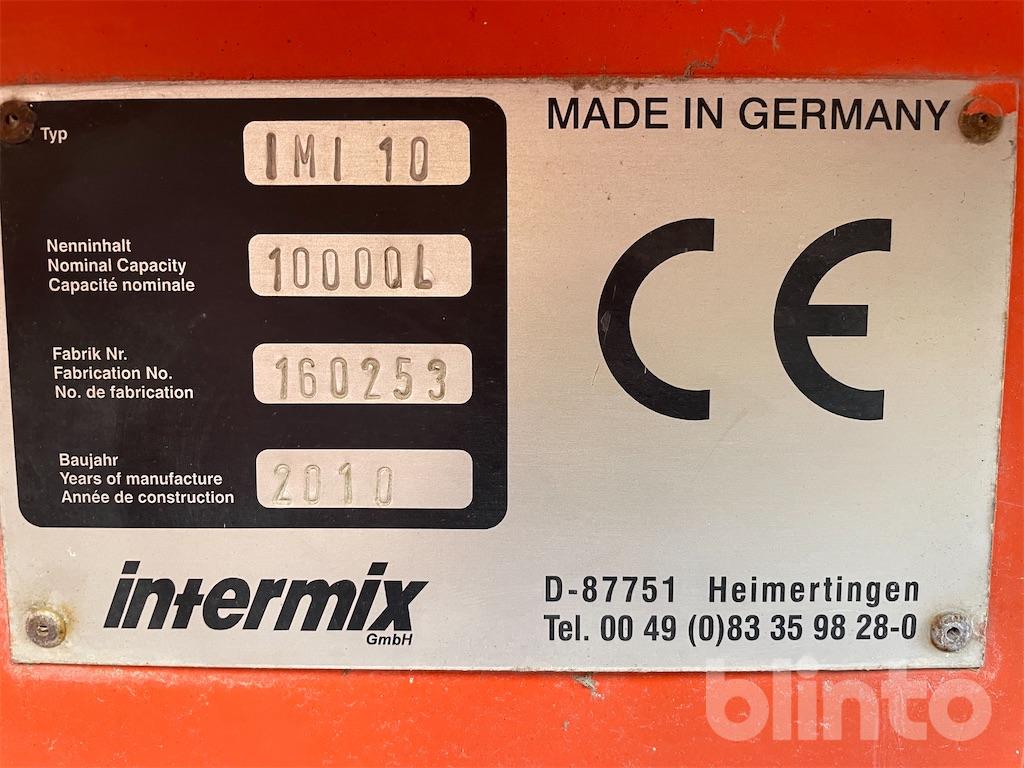 Typ
IMI 10
Nenninhalt
Nominal Capacity
Capacité nominale
10000L
Fabrik Nr.
Fabrication No.
No. de fabrication
160253
Baujahr
Years of manufacture
Année de construction
2010
intermix
GmbH
MADE IN GERMANY
CE
D-87751 Heimertingen
Tel. 00 49 (0)83 35 98 28-0
blinto